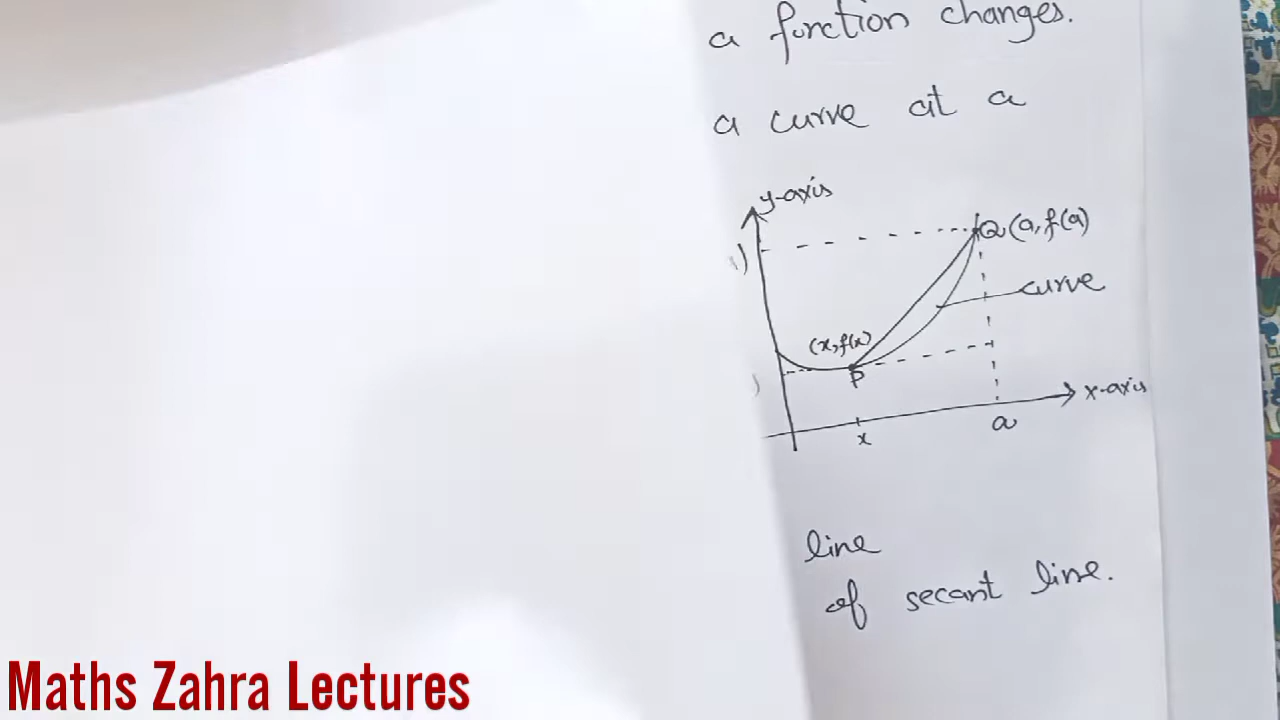 a function changes.
a curve at a
y-axis
Q(a, f(a)
curve
(x, f(x)
P
x-axis
x
a
line
of secant line.
Maths Zahra Lectures